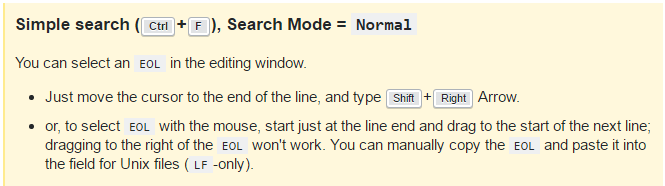 Simple search (Ctrl+F), Search Mode = Normal
You can select an EOL in the editing window.
• Just move the cursor to the end of the line, and type Shift+Right Arrow.
• or, to select EOL with the mouse, start just at the line end and drag to the start of the next line;
dragging to the right of the EOL won't work. You can manually copy the EOL and paste it into
the field for Unix files (LF-only).